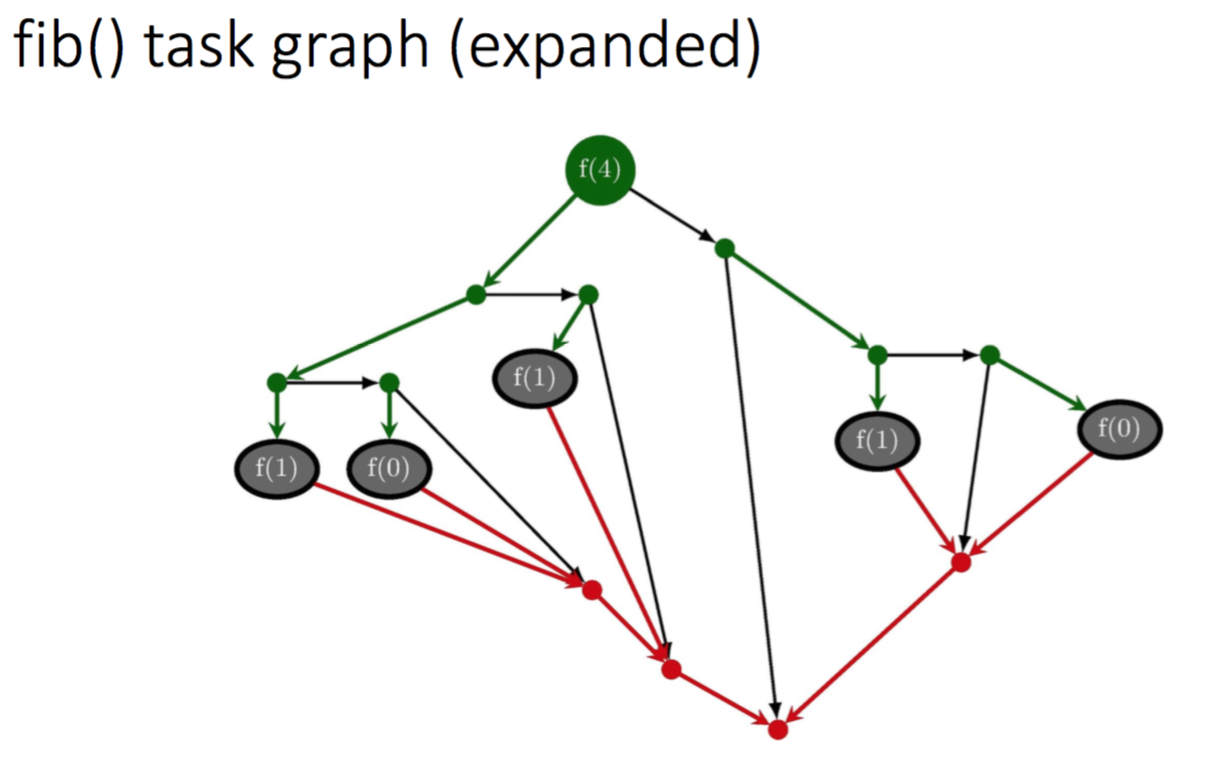 fib() task graph (expanded)
f(4)
f(1)
f(1)
f(0)
f(1)
f(0)